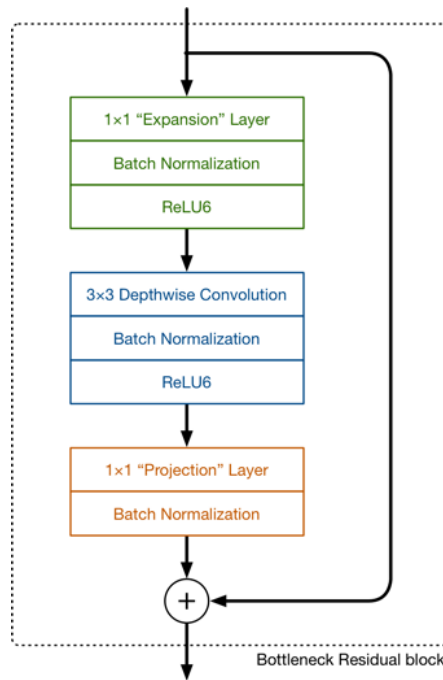 1×1 “Expansion” Layer
Batch Normalization
ReLU6
3×3 Depthwise Convolution
Batch Normalization
ReLU6
1×1 “Projection” Layer
Batch Normalization
+
Bottleneck Residual block